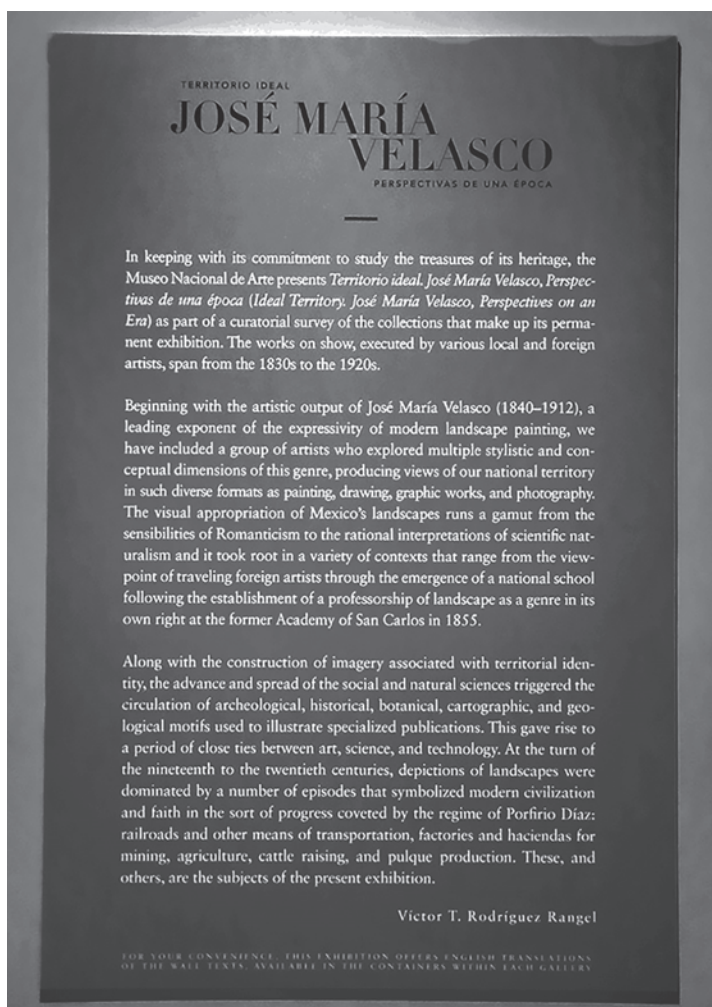 TERRITORIO IDEAL
JOSÉ MARÍA
VELASCO
PERSPECTIVAS DE UNA ÉPOCA
In keeping with its commitment to study the treasures of its heritage, the
Museo Nacional de Arte presents Territorio ideal. José María Velasco, Perspec-
tivas de una época (Ideal Territory. José María Velasco, Perspectives on an
Era) as part of a curatorial survey of the collections that make up its perma-
nent exhibition. The works on show, executed by various local and foreign
artists, span from the 1830s to the 1920s.
Beginning with the artistic output of José María Velasco (1840–1912), a
leading exponent of the expressivity of modern landscape painting, we
have included a group of artists who explored multiple stylistic and con-
ceptual dimensions of this genre, producing views of our national territory
in such diverse formats as painting, drawing, graphic works, and photography.
The visual appropriation of Mexico's landscapes runs a gamut from the
sensibilities of Romanticism to the rational interpretations of scientific nat-
uralism and it took root in a variety of contexts that range from the view-
point of traveling foreign artists through the emergence of a national school
following the establishment of a professorship of landscape as a genre in its
own right at the former Academy of San Carlos in 1855.
Along with the construction of imagery associated with territorial iden-
tity, the advance and spread of the social and natural sciences triggered the
circulation of archeological, historical, botanical, cartographic, and geo-
logical motifs used to illustrate specialized publications. This gave rise to
a period of close ties between art, science, and technology. At the turn of
the nineteenth to the twentieth centuries, depictions of landscapes were
dominated by a number of episodes that symbolized modern civilization
and faith in the sort of progress coveted by the regime of Porfirio Díaz:
railroads and other means of transportation, factories and haciendas for
mining, agriculture, cattle raising, and pulque production. These, and
others, are the subjects of the present exhibition.
Víctor T. Rodríguez Rangel
FOR YOUR CONVENIENCE, THIS EXHIBITION OFFERS ENGLISH TRANSLATIONS
OF THE WALL TEXTS, AVAILABLE IN THE CONTAINERS WITHIN EACH GALLERY